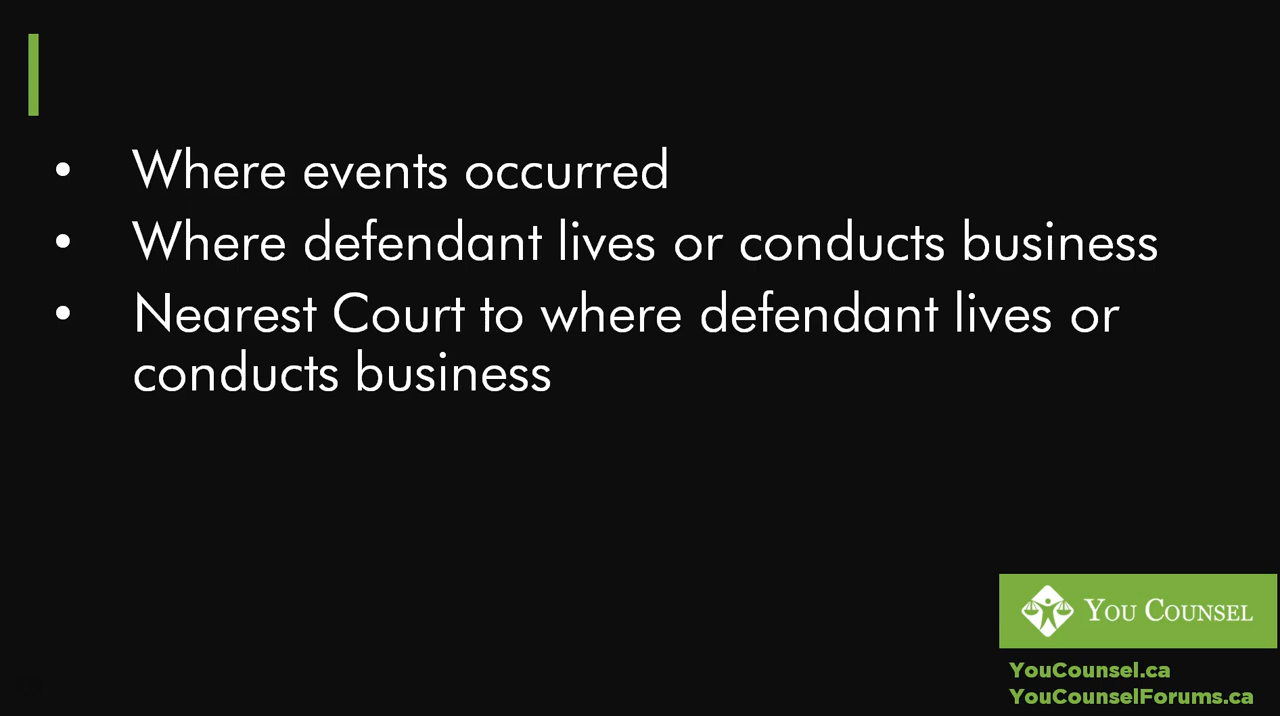 • Where events occurred
• Where defendant lives or conducts business
• Nearest Court to where defendant lives or
conducts business
YOU COUNSEL
YouCounsel.ca
YouCounselForums.ca